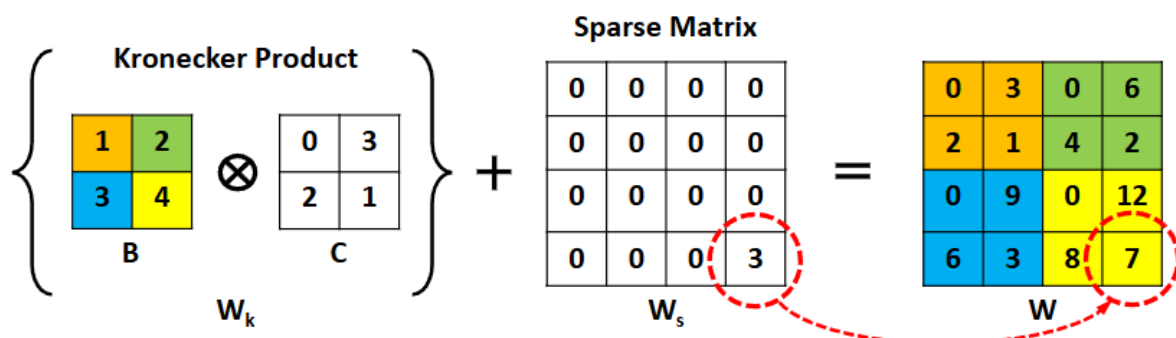 Sparse Matrix
Kronecker Product
1 2
3 4
B
⊗
0 3
2 1
C
W_k
+
0 0 0 0
0 0 0 0
0 0 0 0
0 0 0 3
W_s
=
0 3 0 6
2 1 4 2
0 9 0 12
6 3 8 7
W